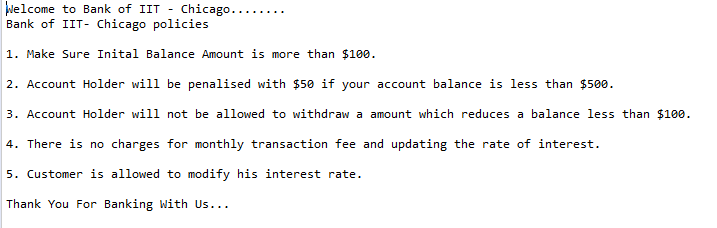 Welcome to Bank of IIT - Chicago........
Bank of IIT- Chicago policies
1. Make Sure Inital Balance Amount is more than $100.
2. Account Holder will be penalised with $50 if your account balance is less than $500.
3. Account Holder will not be allowed to withdraw a amount which reduces a balance less than $100.
4. There is no charges for monthly transaction fee and updating the rate of interest.
5. Customer is allowed to modify his interest rate.
Thank You For Banking With Us...